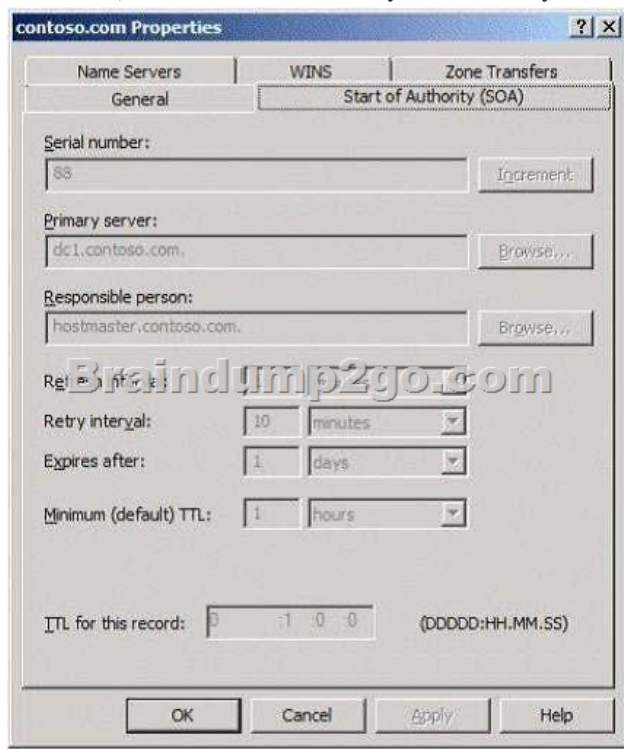 contoso.com Properties
? X
Name Servers WINS Zone Transfers
General Start of Authority (SOA)
Serial number:
88 Increment
Primary server:
dc1.contoso.com. Browse...
Responsible person:
hostmaster.contoso.com. Browse...
Braindump2go.com
Retry interval: 10 minutes
Expires after: 1 days
Minimum (default) TTL: 1 hours
TTL for this record: 0 :1 :0 :0 (DDDDD:HH.MM.SS)
OK Cancel Apply Help